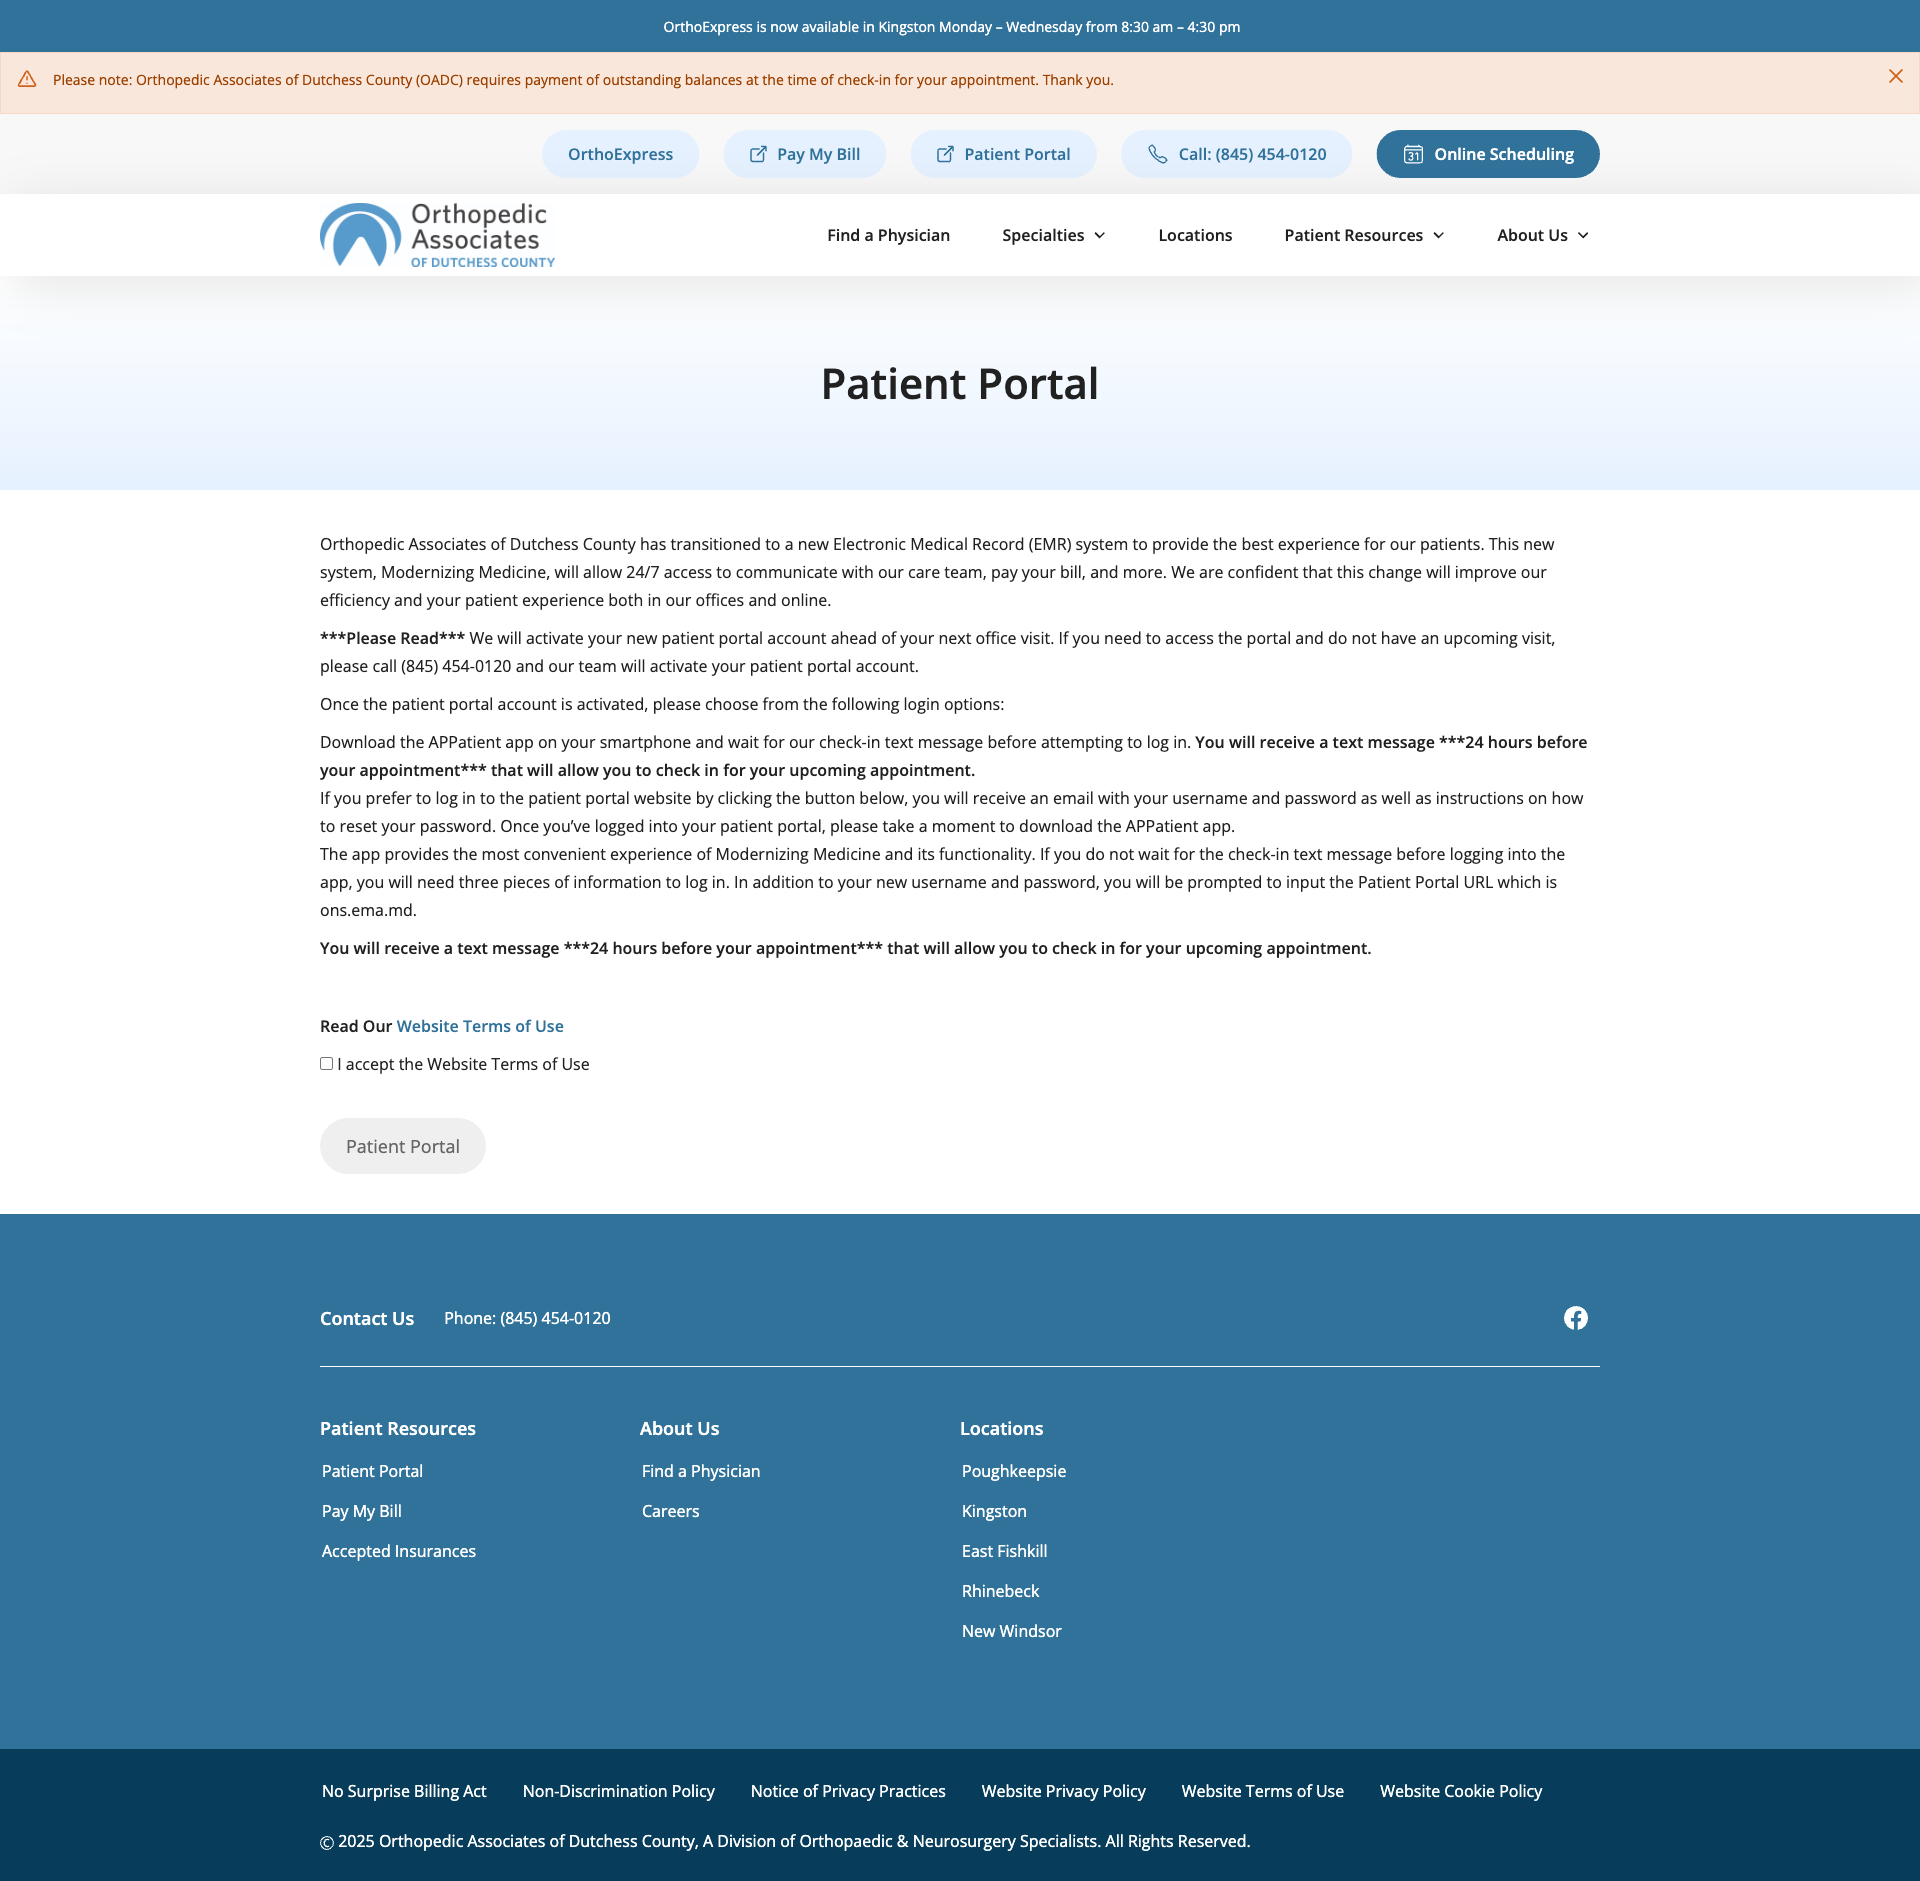 OrthoExpress is now available in Kingston Monday – Wednesday from 8:30 am – 4:30 pm
Please note: Orthopedic Associates of Dutchess County (OADC) requires payment of outstanding balances at the time of check-in for your appointment. Thank you.
OrthoExpress
Pay My Bill
Patient Portal
Call: (845) 454-0120
31
Online Scheduling
Orthopedic
Associates
OF DUTCHESS COUNTY
Find a Physician
Specialties
Locations
Patient Resources
About Us
Patient Portal
Orthopedic Associates of Dutchess County has transitioned to a new Electronic Medical Record (EMR) system to provide the best experience for our patients. This new
system, Modernizing Medicine, will allow 24/7 access to communicate with our care team, pay your bill, and more. We are confident that this change will improve our
efficiency and your patient experience both in our offices and online.
***Please Read*** We will activate your new patient portal account ahead of your next office visit. If you need to access the portal and do not have an upcoming visit,
please call (845) 454-0120 and our team will activate your patient portal account.
Once the patient portal account is activated, please choose from the following login options:
Download the APPatient app on your smartphone and wait for our check-in text message before attempting to log in. You will receive a text message ***24 hours before
your appointment*** that will allow you to check in for your upcoming appointment.
If you prefer to log in to the patient portal website by clicking the button below, you will receive an email with your username and password as well as instructions on how
to reset your password. Once you’ve logged into your patient portal, please take a moment to download the APPatient app.
The app provides the most convenient experience of Modernizing Medicine and its functionality. If you do not wait for the check-in text message before logging into the
app, you will need three pieces of information to log in. In addition to your new username and password, you will be prompted to input the Patient Portal URL which is
ons.ema.md.
You will receive a text message ***24 hours before your appointment*** that will allow you to check in for your upcoming appointment.
Read Our Website Terms of Use
I accept the Website Terms of Use
Patient Portal
Contact Us
Phone: (845) 454-0120
Patient Resources
Patient Portal
Pay My Bill
Accepted Insurances
About Us
Find a Physician
Careers
Locations
Poughkeepsie
Kingston
East Fishkill
Rhinebeck
New Windsor
No Surprise Billing Act
Non-Discrimination Policy
Notice of Privacy Practices
Website Privacy Policy
Website Terms of Use
Website Cookie Policy
© 2025 Orthopedic Associates of Dutchess County, A Division of Orthopaedic & Neurosurgery Specialists. All Rights Reserved.